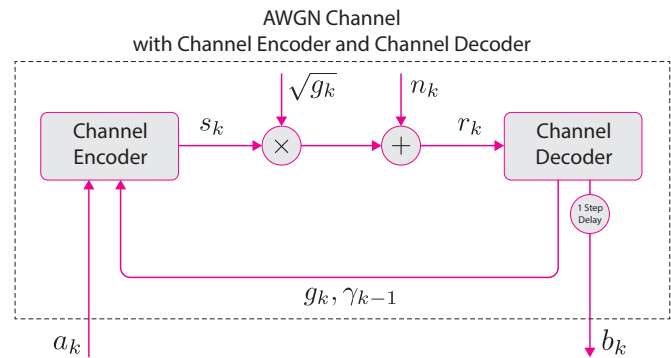 AWGN Channel
with Channel Encoder and Channel Decoder
√g_k
n_k
Channel
Encoder
s_k
×
+
r_k
Channel
Decoder
1 Step
Delay
g_k, γ_{k−1}
a_k
b_k